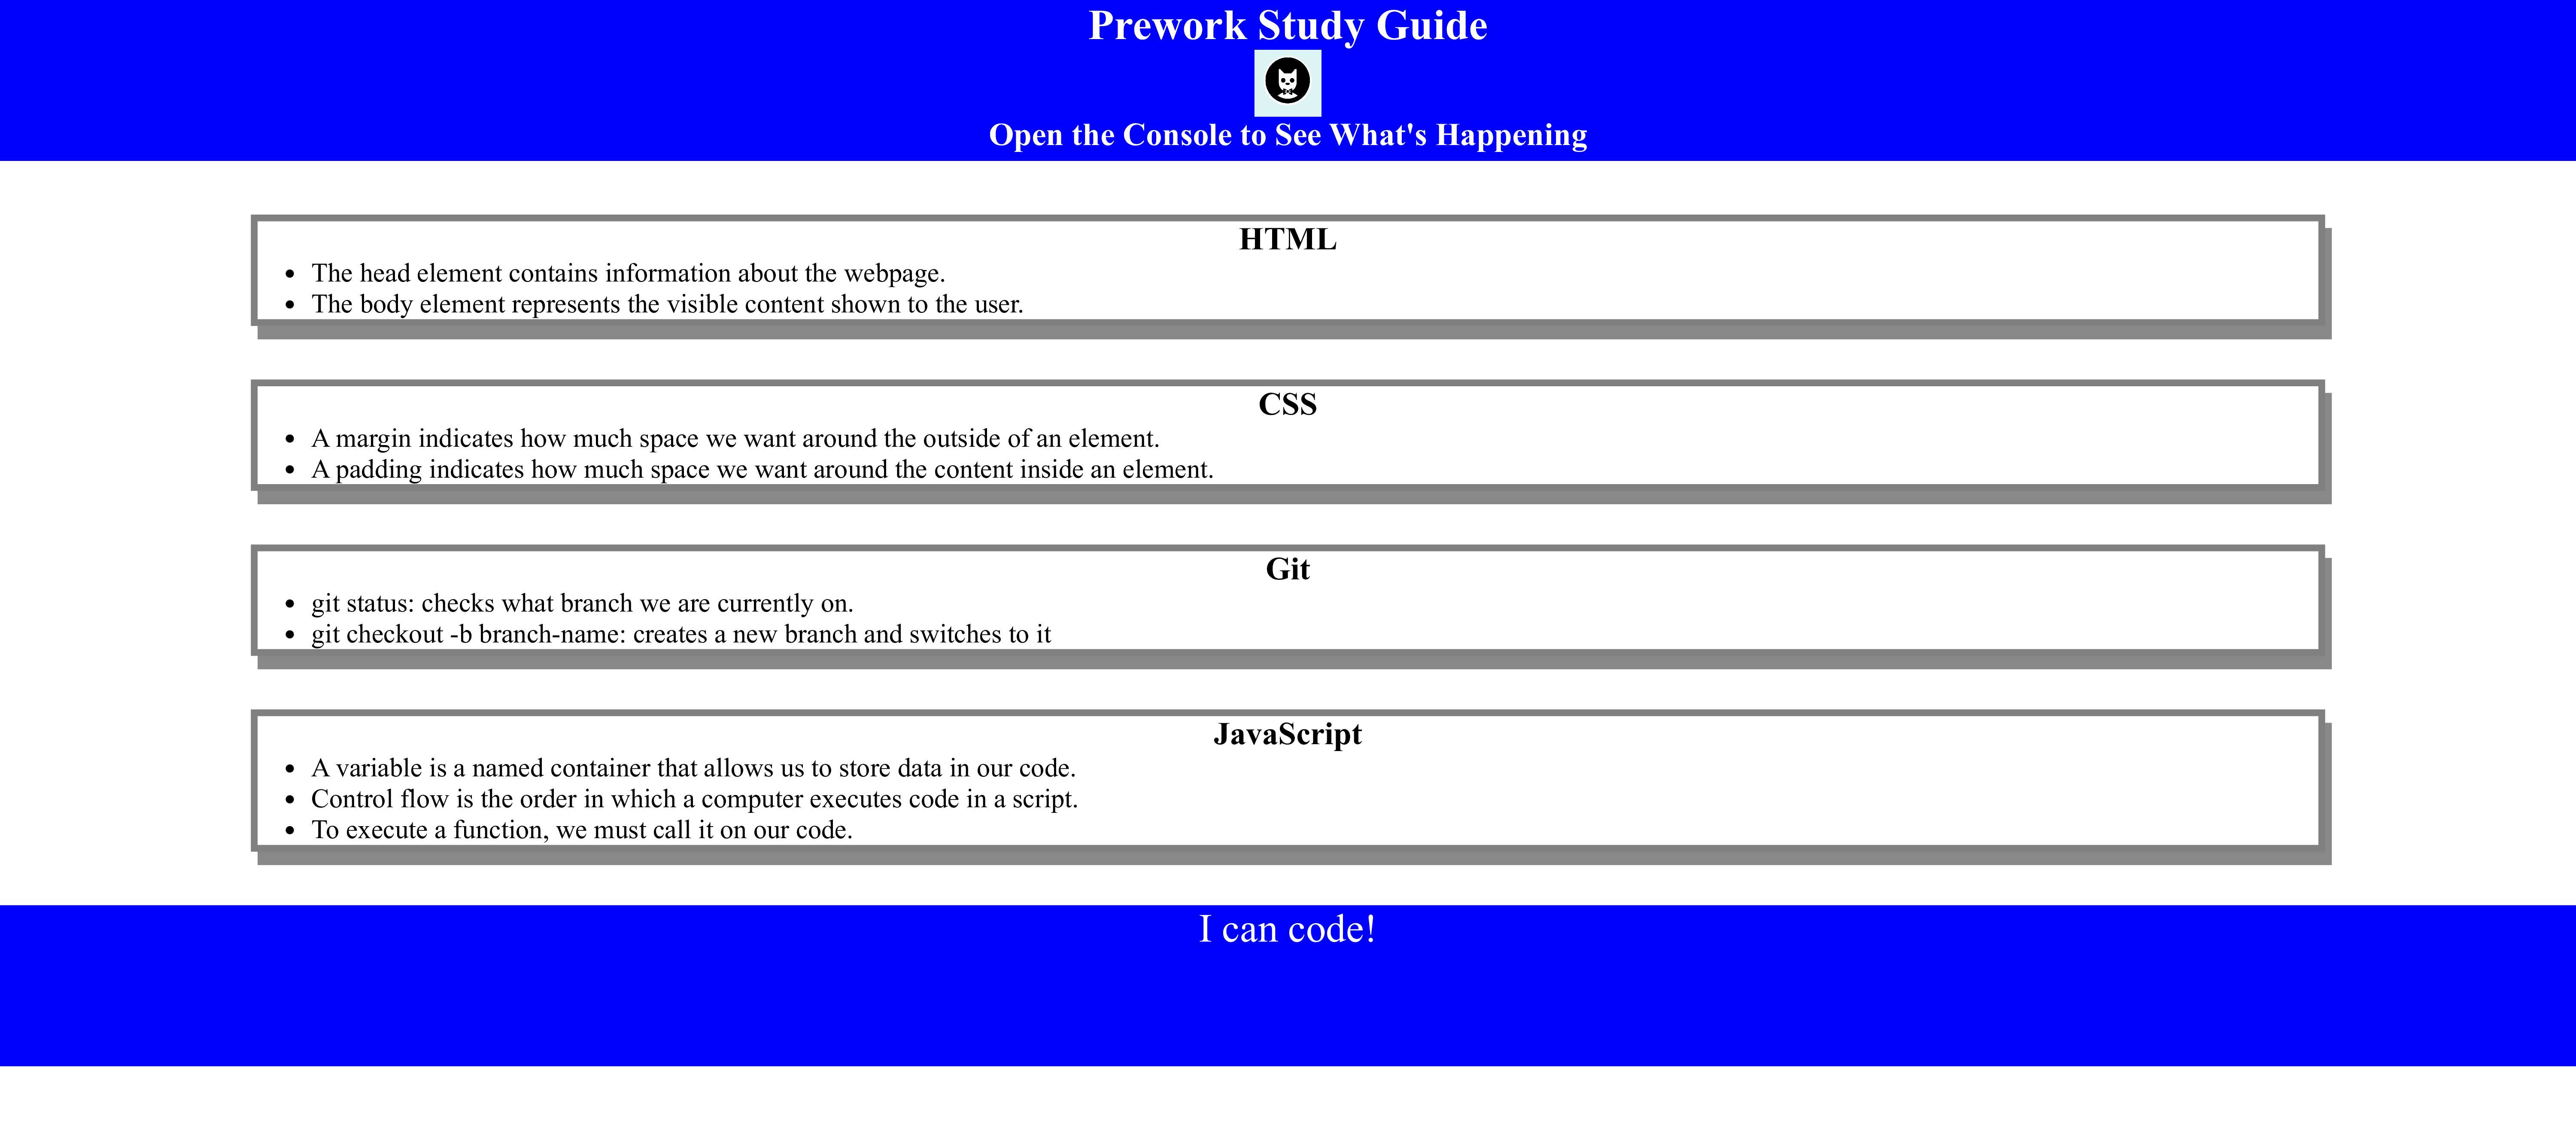 Prework Study Guide
Open the Console to See What's Happening
HTML
• The head element contains information about the webpage.
• The body element represents the visible content shown to the user.
CSS
• A margin indicates how much space we want around the outside of an element.
• A padding indicates how much space we want around the content inside an element.
Git
• git status: checks what branch we are currently on.
• git checkout -b branch-name: creates a new branch and switches to it
JavaScript
• A variable is a named container that allows us to store data in our code.
• Control flow is the order in which a computer executes code in a script.
• To execute a function, we must call it on our code.
I can code!